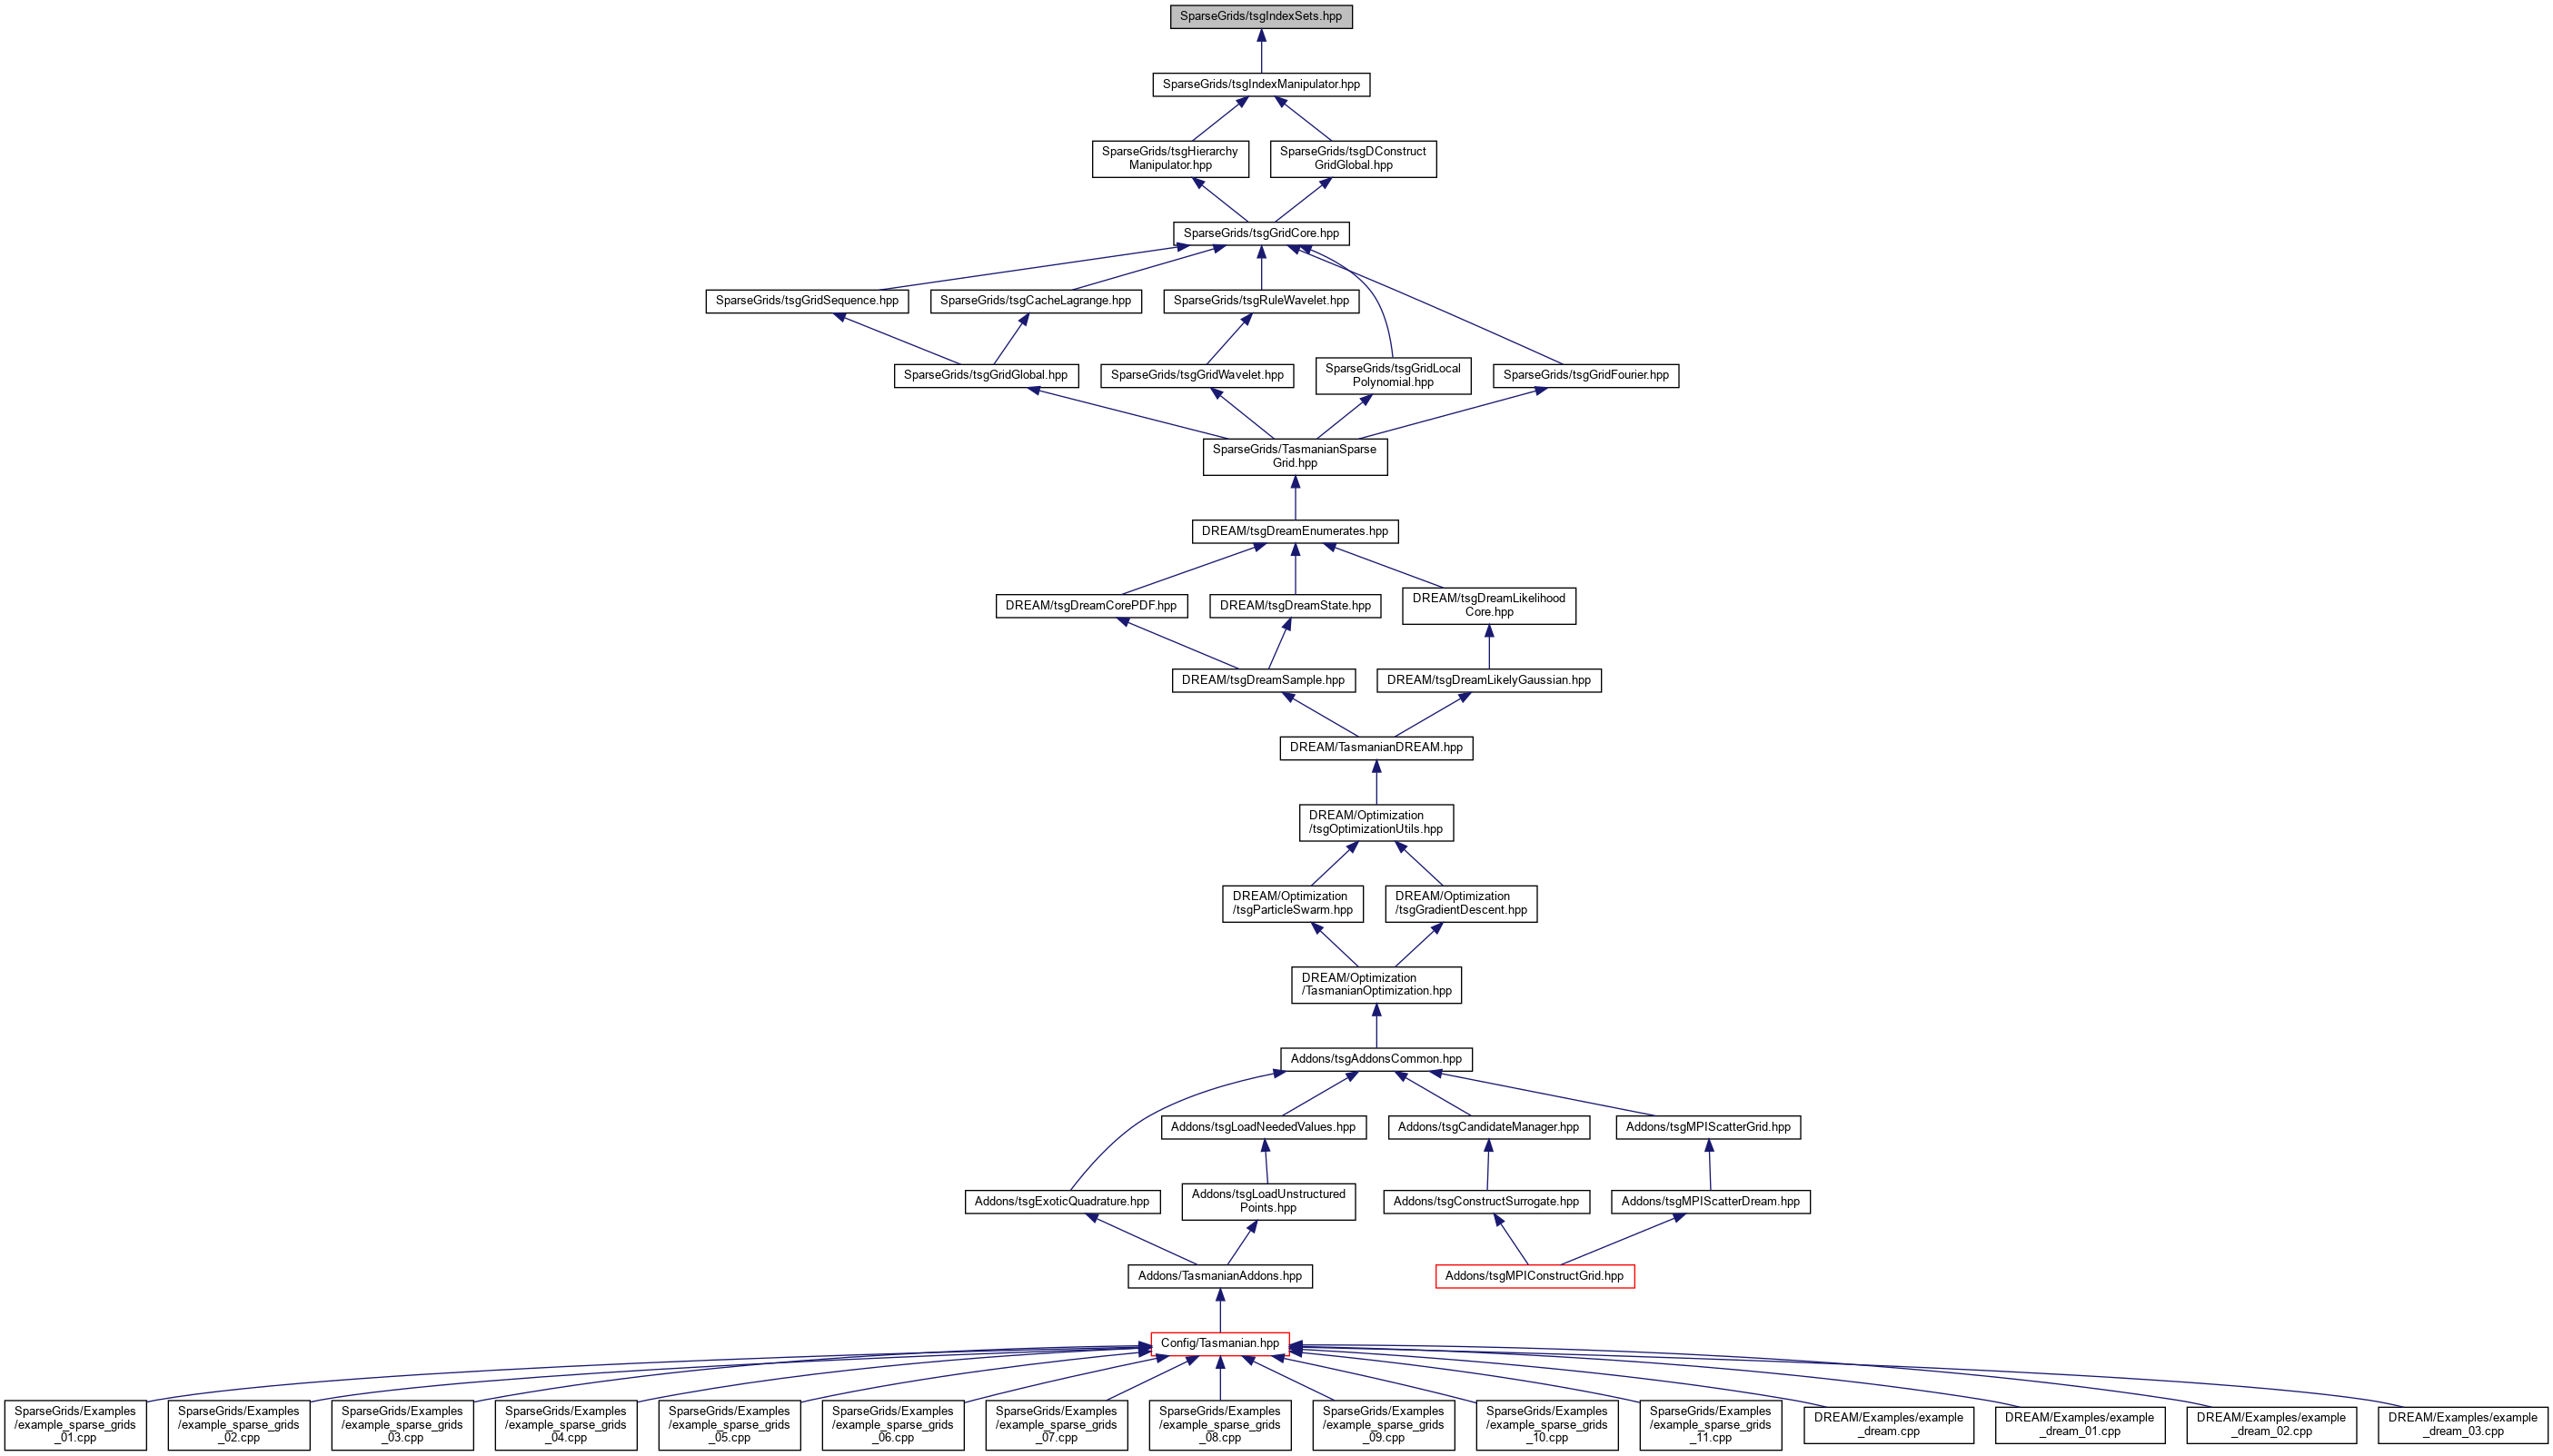 SparseGrids/tsgIndexSets.hpp
SparseGrids/tsgIndexManipulator.hpp
SparseGrids/tsgHierarchy
Manipulator.hpp
SparseGrids/tsgDConstruct
GridGlobal.hpp
SparseGrids/tsgGridCore.hpp
SparseGrids/tsgGridSequence.hpp
SparseGrids/tsgCacheLagrange.hpp
SparseGrids/tsgRuleWavelet.hpp
SparseGrids/tsgGridGlobal.hpp
SparseGrids/tsgGridWavelet.hpp
SparseGrids/tsgGridLocal
Polynomial.hpp
SparseGrids/tsgGridFourier.hpp
SparseGrids/TasmanianSparse
Grid.hpp
DREAM/tsgDreamEnumerates.hpp
DREAM/tsgDreamCorePDF.hpp
DREAM/tsgDreamState.hpp
DREAM/tsgDreamLikelihood
Core.hpp
DREAM/tsgDreamSample.hpp
DREAM/tsgDreamLikelyGaussian.hpp
DREAM/TasmanianDREAM.hpp
DREAM/Optimization
/tsgOptimizationUtils.hpp
DREAM/Optimization
/tsgParticleSwarm.hpp
DREAM/Optimization
/tsgGradientDescent.hpp
DREAM/Optimization
/TasmanianOptimization.hpp
Addons/tsgAddonsCommon.hpp
Addons/tsgLoadNeededValues.hpp
Addons/tsgCandidateManager.hpp
Addons/tsgMPIScatterGrid.hpp
Addons/tsgExoticQuadrature.hpp
Addons/tsgLoadUnstructured
Points.hpp
Addons/tsgConstructSurrogate.hpp
Addons/tsgMPIScatterDream.hpp
Addons/TasmanianAddons.hpp
Addons/tsgMPIConstructGrid.hpp
Config/Tasmanian.hpp
SparseGrids/Examples
/example_sparse_grids
_01.cpp
SparseGrids/Examples
/example_sparse_grids
_02.cpp
SparseGrids/Examples
/example_sparse_grids
_03.cpp
SparseGrids/Examples
/example_sparse_grids
_04.cpp
SparseGrids/Examples
/example_sparse_grids
_05.cpp
SparseGrids/Examples
/example_sparse_grids
_06.cpp
SparseGrids/Examples
/example_sparse_grids
_07.cpp
SparseGrids/Examples
/example_sparse_grids
_08.cpp
SparseGrids/Examples
/example_sparse_grids
_09.cpp
SparseGrids/Examples
/example_sparse_grids
_10.cpp
SparseGrids/Examples
/example_sparse_grids
_11.cpp
DREAM/Examples/example
_dream.cpp
DREAM/Examples/example
_dream_01.cpp
DREAM/Examples/example
_dream_02.cpp
DREAM/Examples/example
_dream_03.cpp